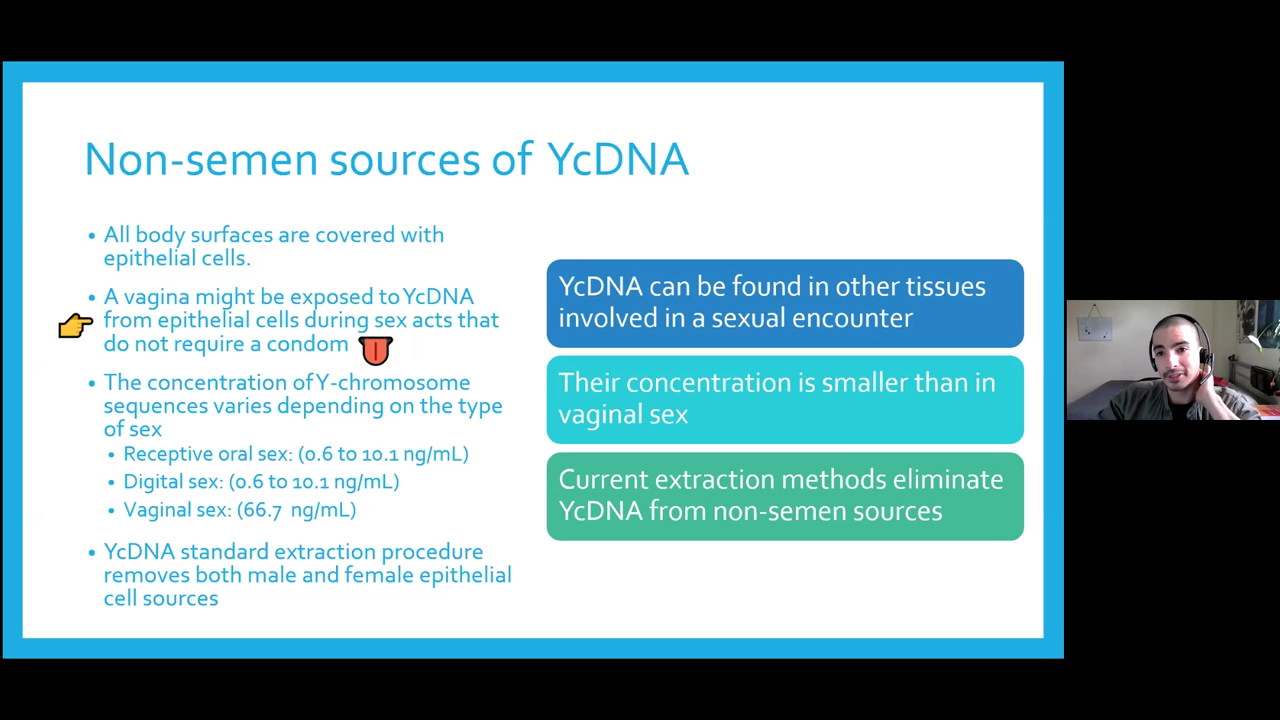 Non-semen sources of YcDNA
• All body surfaces are covered with
epithelial cells.
• A vagina might be exposed to YcDNA
from epithelial cells during sex acts that
do not require a condom
• The concentration of Y-chromosome
sequences varies depending on the type
of sex
• Receptive oral sex: (0.6 to 10.1 ng/mL)
• Digital sex: (0.6 to 10.1 ng/mL)
• Vaginal sex: (66.7 ng/mL)
• YcDNA standard extraction procedure
removes both male and female epithelial
cell sources
YcDNA can be found in other tissues
involved in a sexual encounter
Their concentration is smaller than in
vaginal sex
Current extraction methods eliminate
YcDNA from non-semen sources